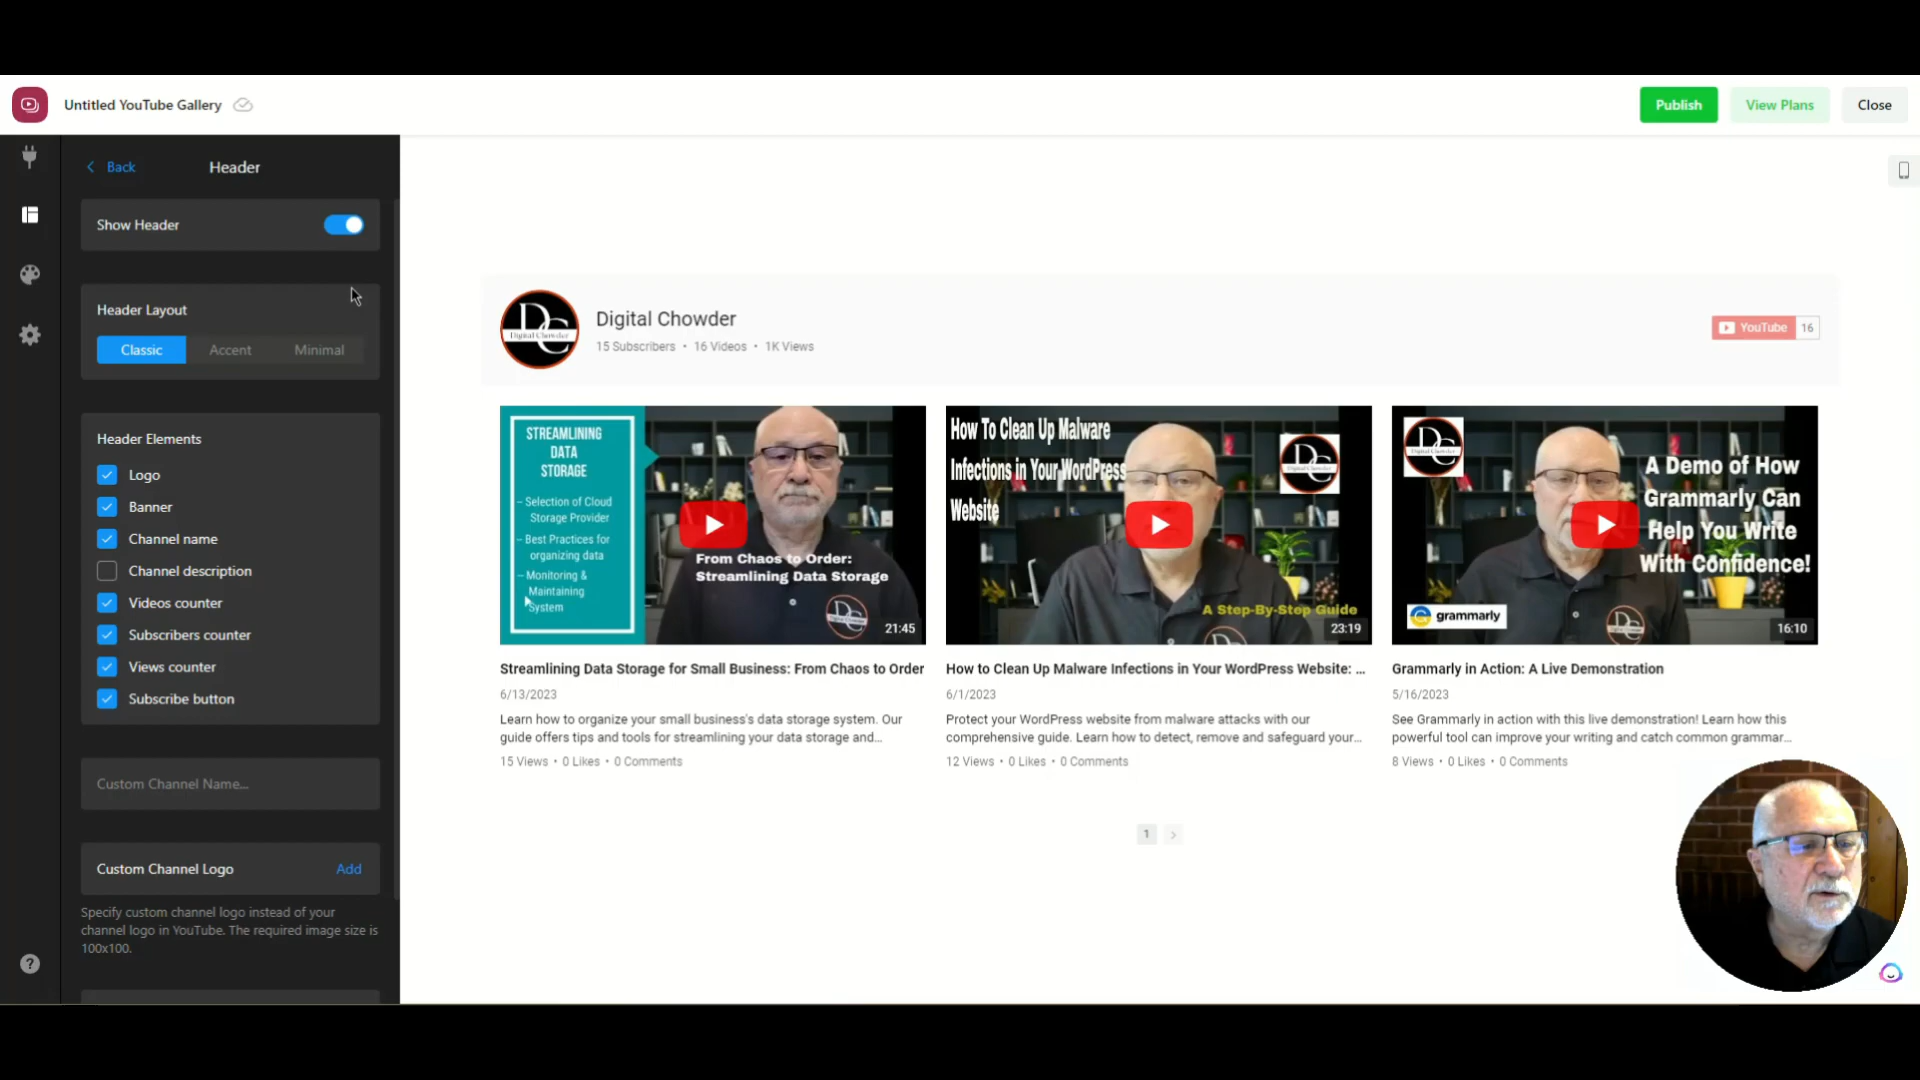 Untitled YouTube Gallery
Publish
View Plans
Close
Back
Header
Show Header
Header Layout
Classic
Accent
Minimal
Header Elements
Logo
Banner
Channel name
Channel description
Videos counter
Subscribers counter
Views counter
Subscribe button
Custom Channel Name...
Custom Channel Logo
Add
Specify custom channel logo instead of your
channel logo in YouTube. The required image size is
100x100.
?
DC
Digital Chowder
Digital Chowder
15 Subscribers • 16 Videos • 1K Views
YouTube
16
STREAMLINING
DATA
STORAGE
– Selection of Cloud
Storage Provider
– Best Practices for
organizing data
– Monitoring &
Maintaining
System
From Chaos to Order:
Streamlining Data Storage
DC
21:45
Streamlining Data Storage for Small Business: From Chaos to Order
6/13/2023
Learn how to organize your small business's data storage system. Our
guide offers tips and tools for streamlining your data storage and...
15 Views • 0 Likes • 0 Comments
How To Clean Up Malware
Infections in Your WordPress
Website
DC
Digital Chowder
A Step-By-Step Guide
23:19
How to Clean Up Malware Infections in Your WordPress Website: ...
6/1/2023
Protect your WordPress website from malware attacks with our
comprehensive guide. Learn how to detect, remove and safeguard your...
12 Views • 0 Likes • 0 Comments
DC
Digital Chowder
A Demo of How
Grammarly Can
Help You Write
With Confidence!
grammarly
DC
16:10
Grammarly in Action: A Live Demonstration
5/16/2023
See Grammarly in action with this live demonstration! Learn how this
powerful tool can improve your writing and catch common grammar...
8 Views • 0 Likes • 0 Comments
1